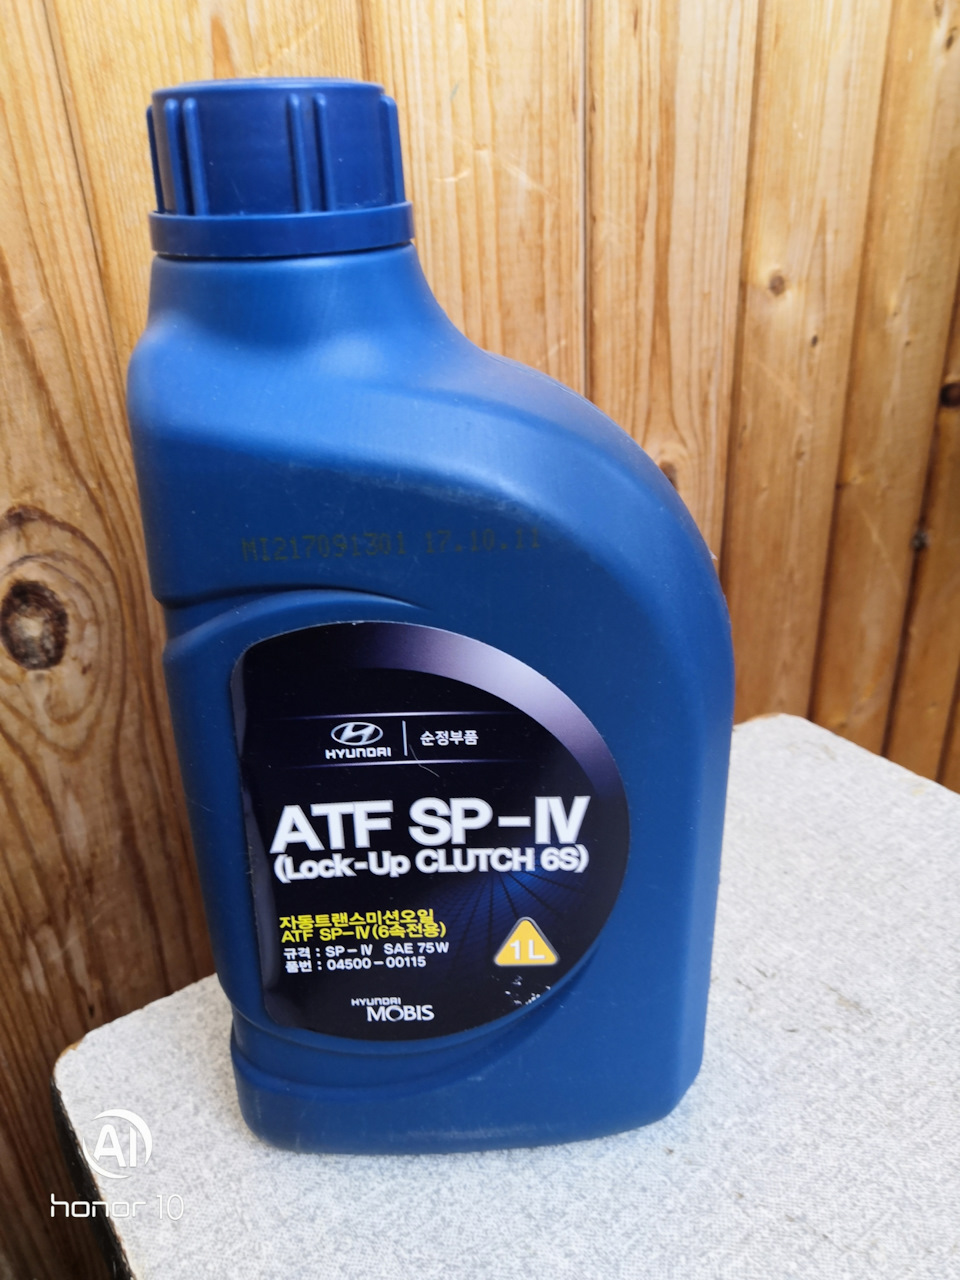 MI217091301 17.10.11
HYUNDAI 순정부품
ATF SP-IV
(Lock-Up CLUTCH 6S)
자동트랜스미션오일
ATF SP-IV(6속전용)
규격 : SP-IV SAE 75W
품번 : 04500-00115
1L
HYUNDAI
MOBIS
AI
honor 10